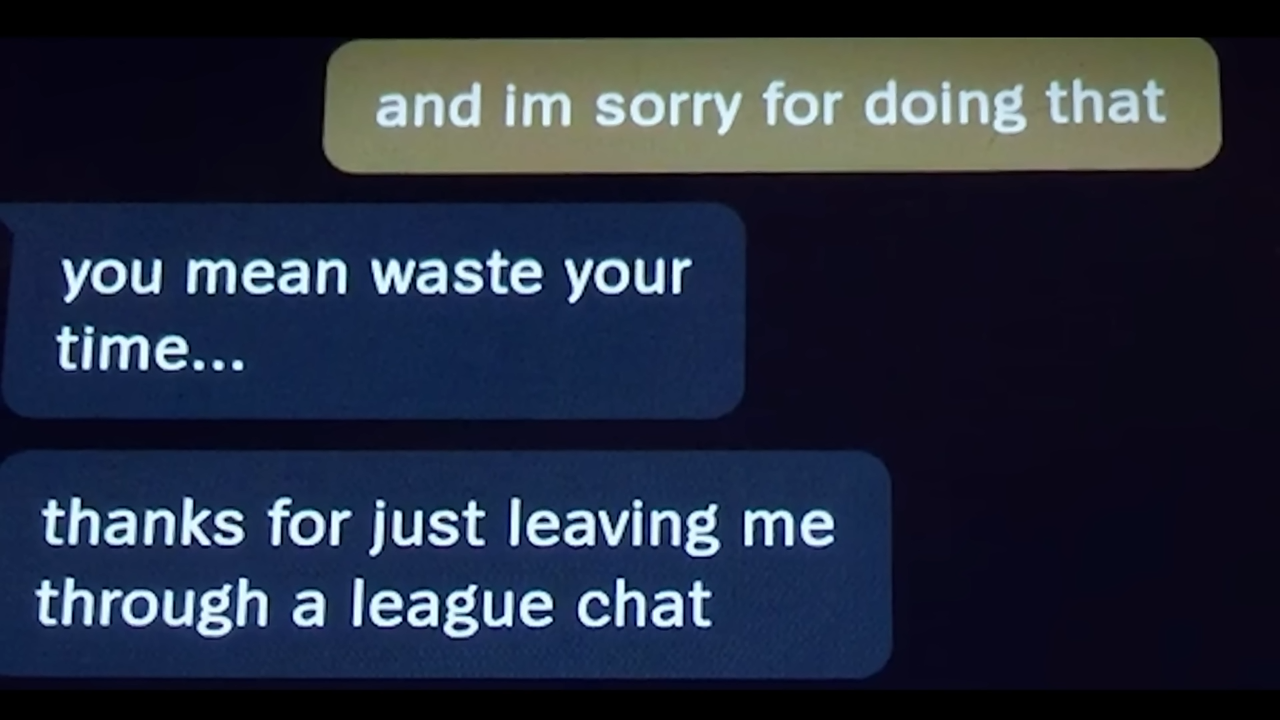 and im sorry for doing that
you mean waste your
time...
thanks for just leaving me
through a league chat